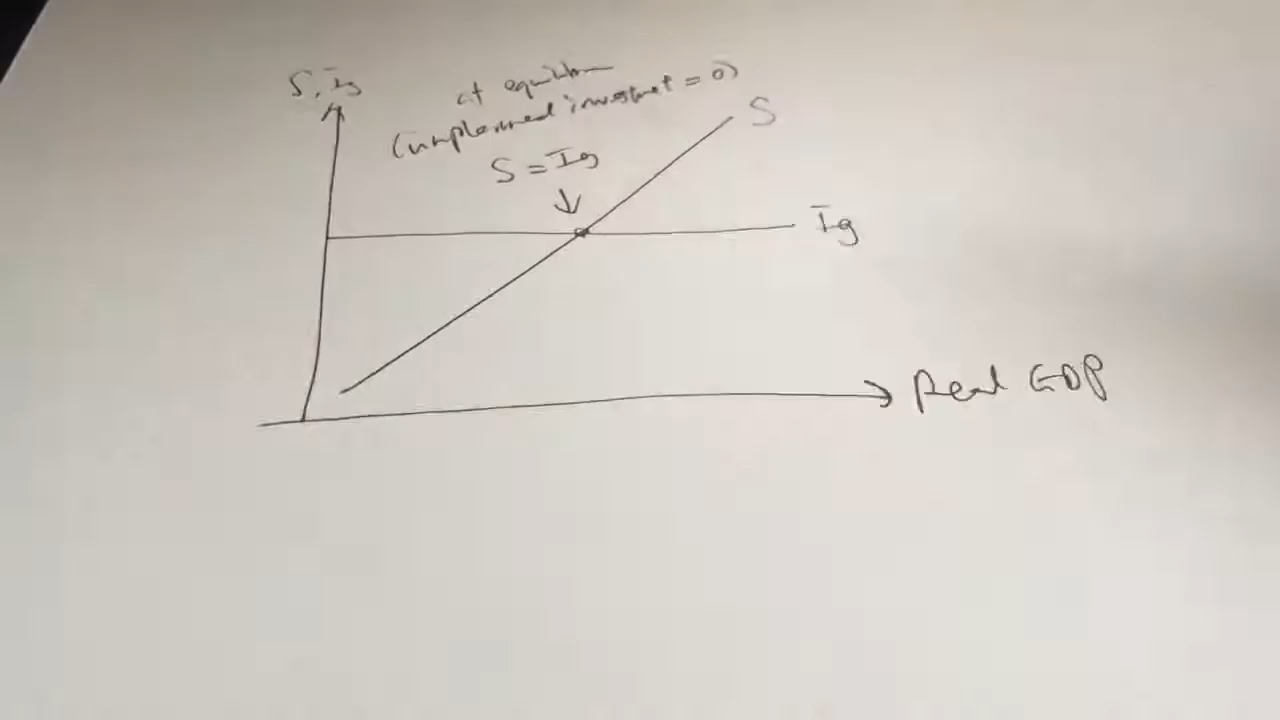 S, Ig
at equilibrium
(unplanned investment = 0)
S = Ig
S
Ig
Real GDP